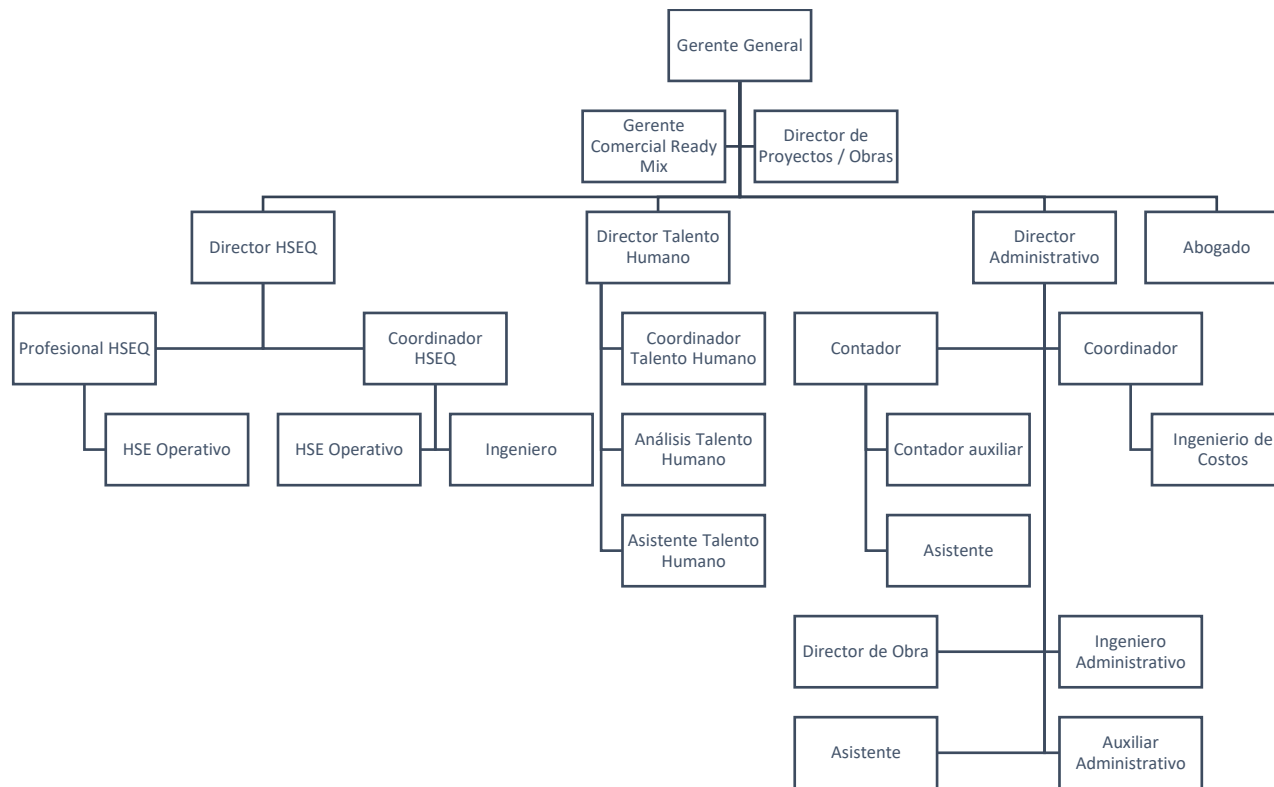 Gerente General
Gerente
Comercial Ready
Mix
Director de
Proyectos / Obras
Director HSEQ
Director Talento
Humano
Director
Administrativo
Abogado
Profesional HSEQ
Coordinador
HSEQ
Coordinador
Talento Humano
Contador
Coordinador
HSE Operativo
HSE Operativo
Ingeniero
Análisis Talento
Humano
Contador auxiliar
Ingenierio de
Costos
Asistente Talento
Humano
Asistente
Director de Obra
Ingeniero
Administrativo
Asistente
Auxiliar
Administrativo